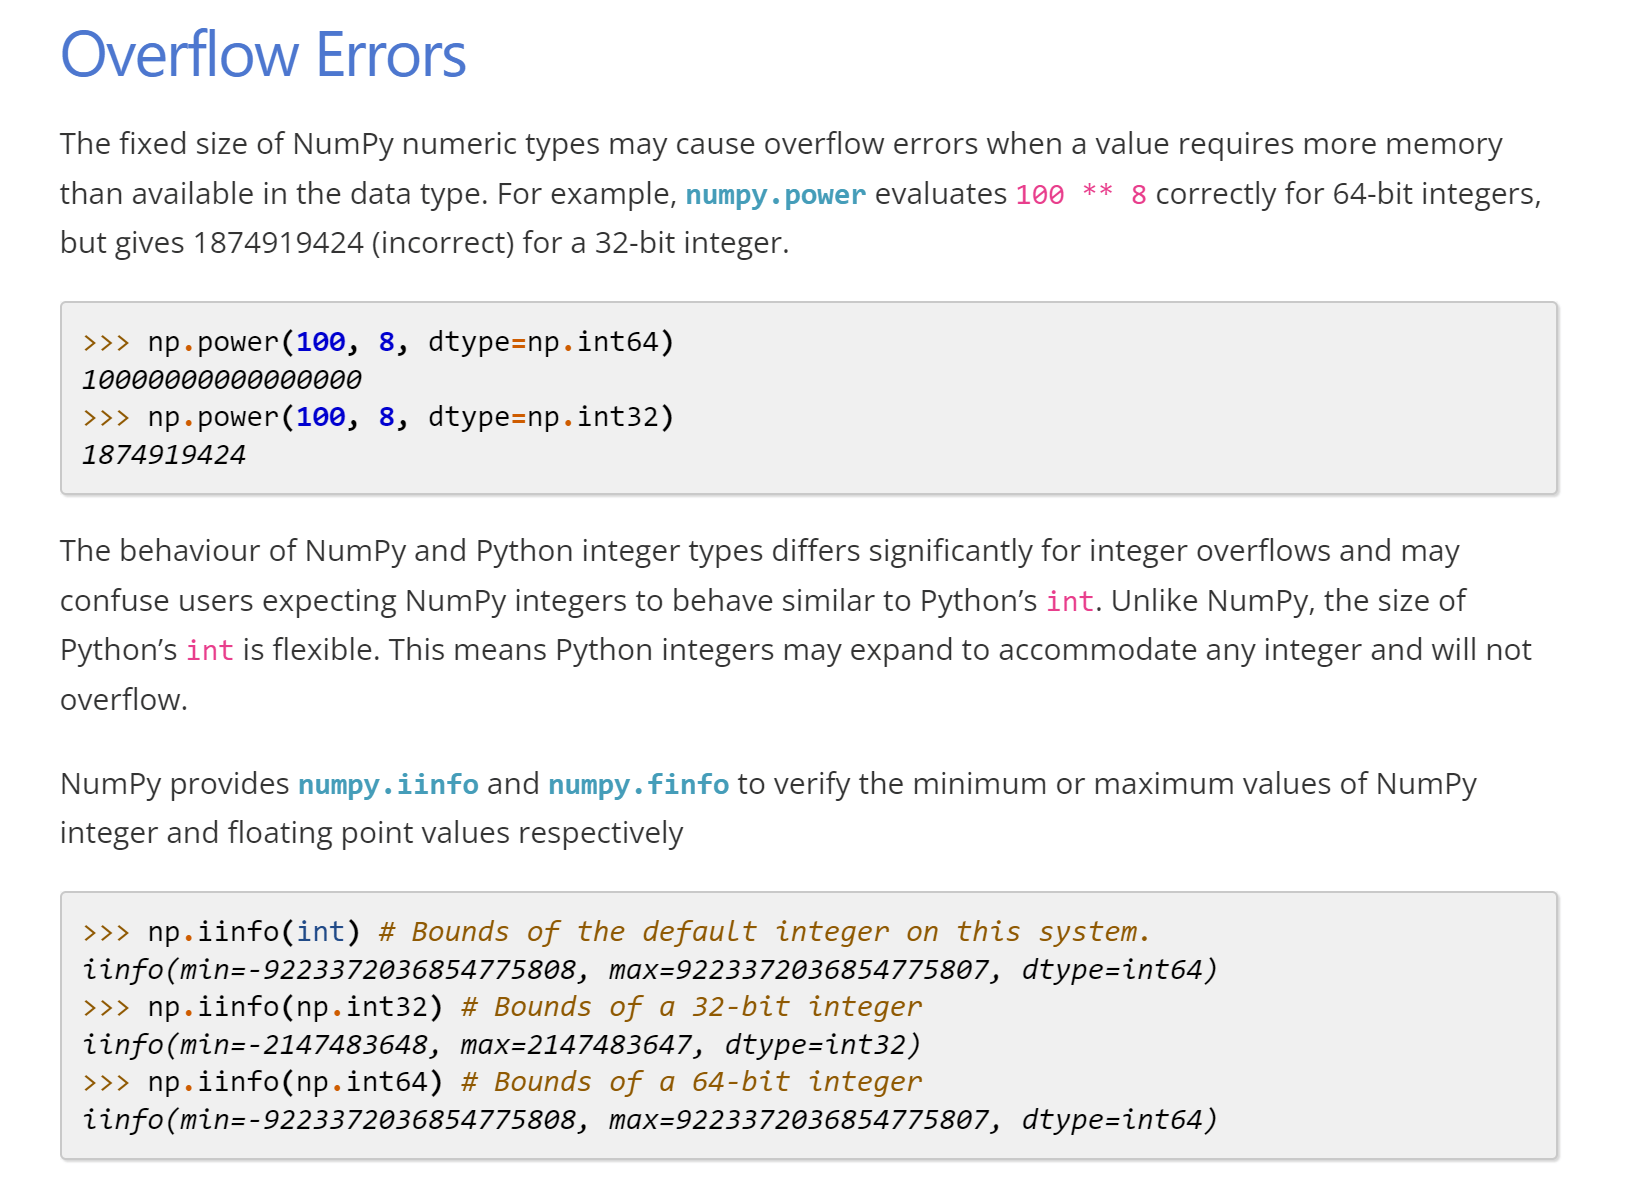 Overflow Errors
The fixed size of NumPy numeric types may cause overflow errors when a value requires more memory
than available in the data type. For example, numpy.power evaluates 100 ** 8 correctly for 64-bit integers,
but gives 1874919424 (incorrect) for a 32-bit integer.
>>> np.power(100, 8, dtype=np.int64)
10000000000000000
>>> np.power(100, 8, dtype=np.int32)
1874919424
The behaviour of NumPy and Python integer types differs significantly for integer overflows and may
confuse users expecting NumPy integers to behave similar to Python’s int. Unlike NumPy, the size of
Python’s int is flexible. This means Python integers may expand to accommodate any integer and will not
overflow.
NumPy provides numpy.iinfo and numpy.finfo to verify the minimum or maximum values of NumPy
integer and floating point values respectively
>>> np.iinfo(int) # Bounds of the default integer on this system.
iinfo(min=-9223372036854775808, max=9223372036854775807, dtype=int64)
>>> np.iinfo(np.int32) # Bounds of a 32-bit integer
iinfo(min=-2147483648, max=2147483647, dtype=int32)
>>> np.iinfo(np.int64) # Bounds of a 64-bit integer
iinfo(min=-9223372036854775808, max=9223372036854775807, dtype=int64)